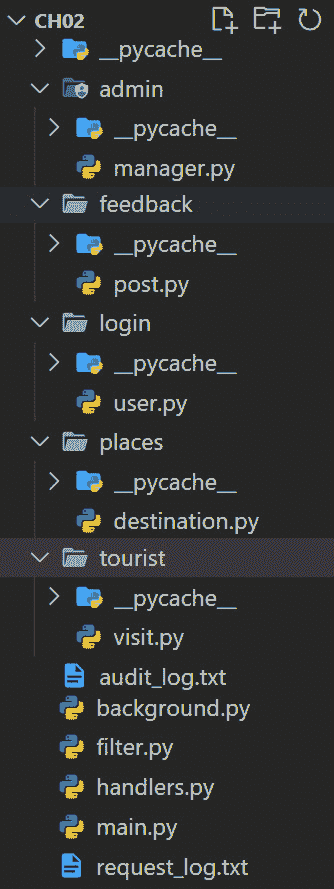 CH02
__pycache__
admin
__pycache__
manager.py
feedback
__pycache__
post.py
login
__pycache__
user.py
places
__pycache__
destination.py
tourist
__pycache__
visit.py
audit_log.txt
background.py
filter.py
handlers.py
main.py
request_log.txt